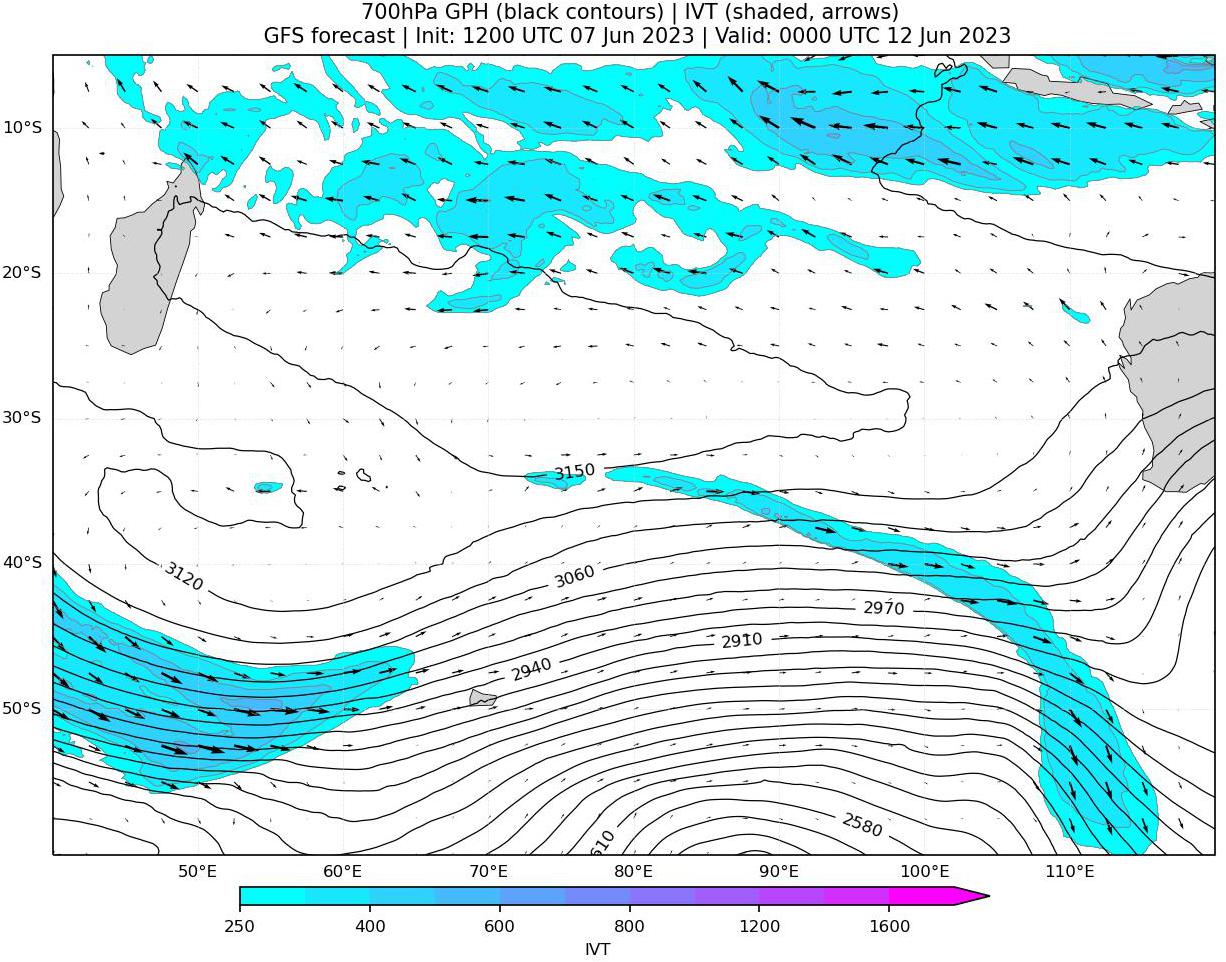 700hPa GPH (black contours) | IVT (shaded, arrows)
GFS forecast | Init: 1200 UTC 07 Jun 2023 | Valid: 0000 UTC 12 Jun 2023
10°S
20°S
30°S
3150
40°S
3120
3060
2970
2910
2940
50°S
2580
610
50°E 60°E 70°E 80°E 90°E 100°E 110°E
250 400 600 800 1200 1600
IVT